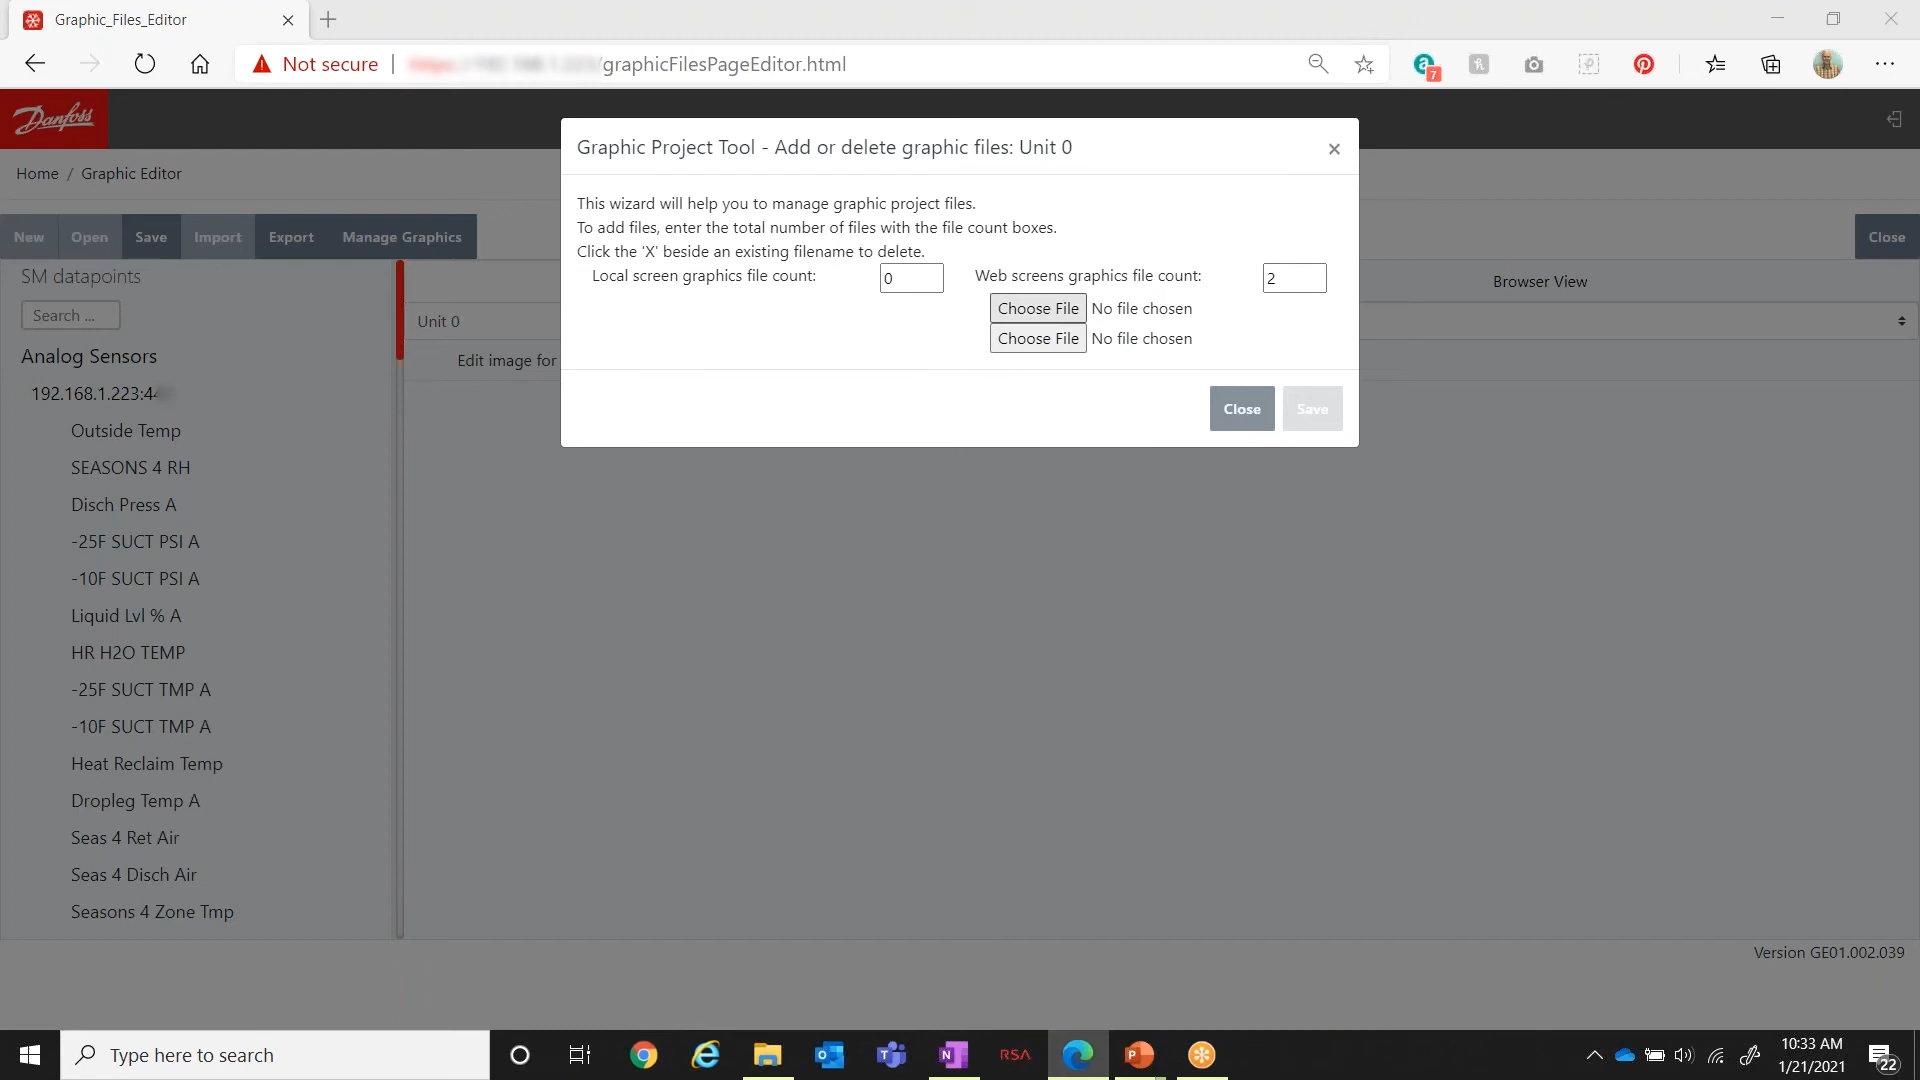 Graphic_Files_Editor
Not secure
/graphicFilesPageEditor.html
7
Danfoss
Graphic Project Tool - Add or delete graphic files: Unit 0
Home / Graphic Editor
This wizard will help you to manage graphic project files.
To add files, enter the total number of files with the file count boxes.
Click the 'X' beside an existing filename to delete.
New Open Save Import Export Manage Graphics Close
SM datapoints
Local screen graphics file count: 0 Web screens graphics file count: 2
Browser View
Search ...
Choose File No file chosen
Unit 0
Choose File No file chosen
Analog Sensors
Edit image for
192.168.1.223:4
Close Save
Outside Temp
SEASONS 4 RH
Disch Press A
-25F SUCT PSI A
-10F SUCT PSI A
Liquid Lvl % A
HR H2O TEMP
-25F SUCT TMP A
-10F SUCT TMP A
Heat Reclaim Temp
Dropleg Temp A
Seas 4 Ret Air
Seas 4 Disch Air
Seasons 4 Zone Tmp
Version GE01.002.039
Type here to search
RSA
10:33 AM
1/21/2021
22